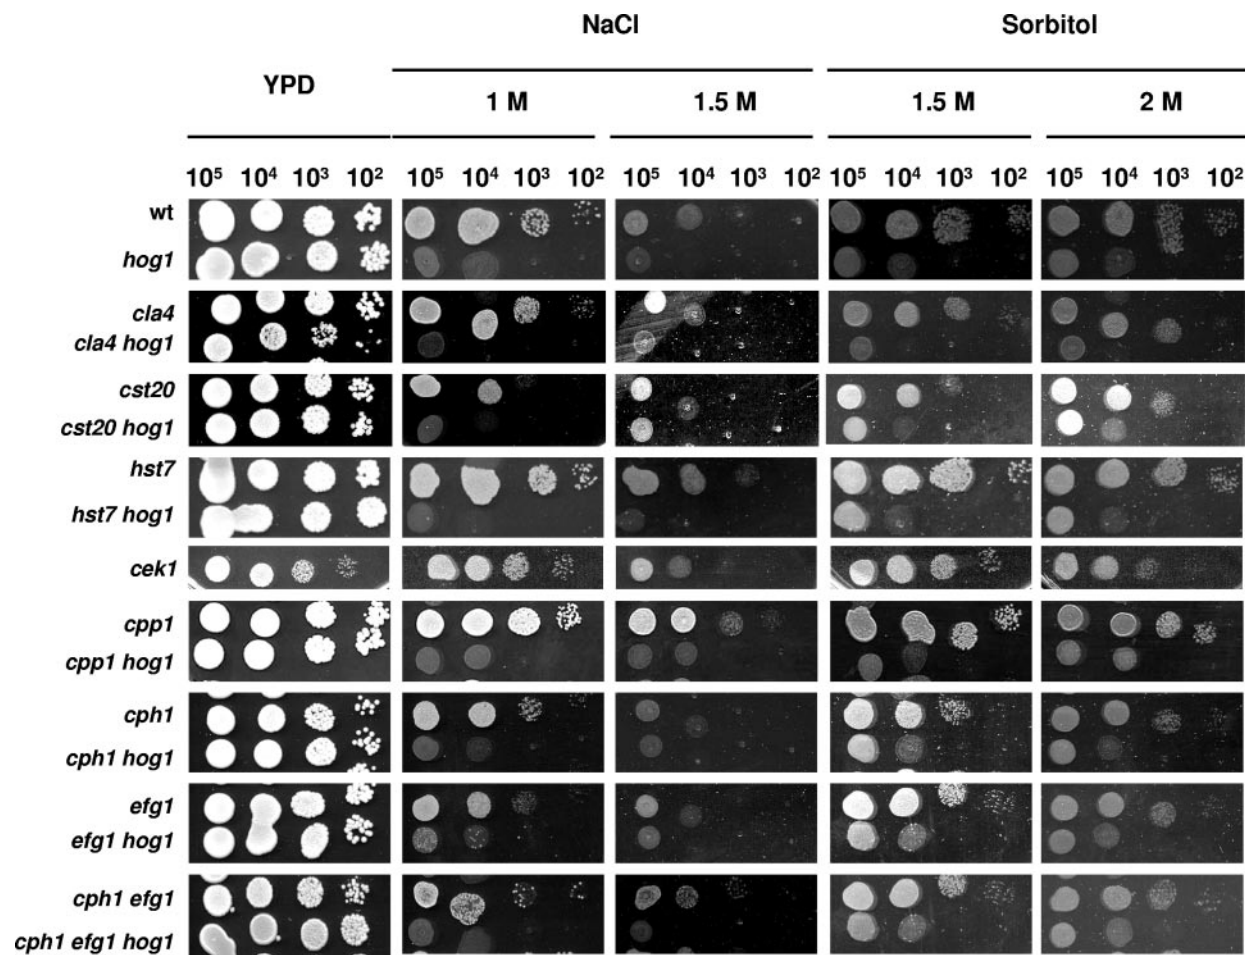 NaCl Sorbitol
YPD
1 M 1.5 M 1.5 M 2 M
10⁵ 10⁴ 10³ 10² 10⁵ 10⁴ 10³ 10² 10⁵ 10⁴ 10³ 10² 10⁵ 10⁴ 10³ 10² 10⁵ 10⁴ 10³ 10²
wt
hog1
cla4
cla4 hog1
cst20
cst20 hog1
hst7
hst7 hog1
cek1
cpp1
cpp1 hog1
cph1
cph1 hog1
efg1
efg1 hog1
cph1 efg1
cph1 efg1 hog1